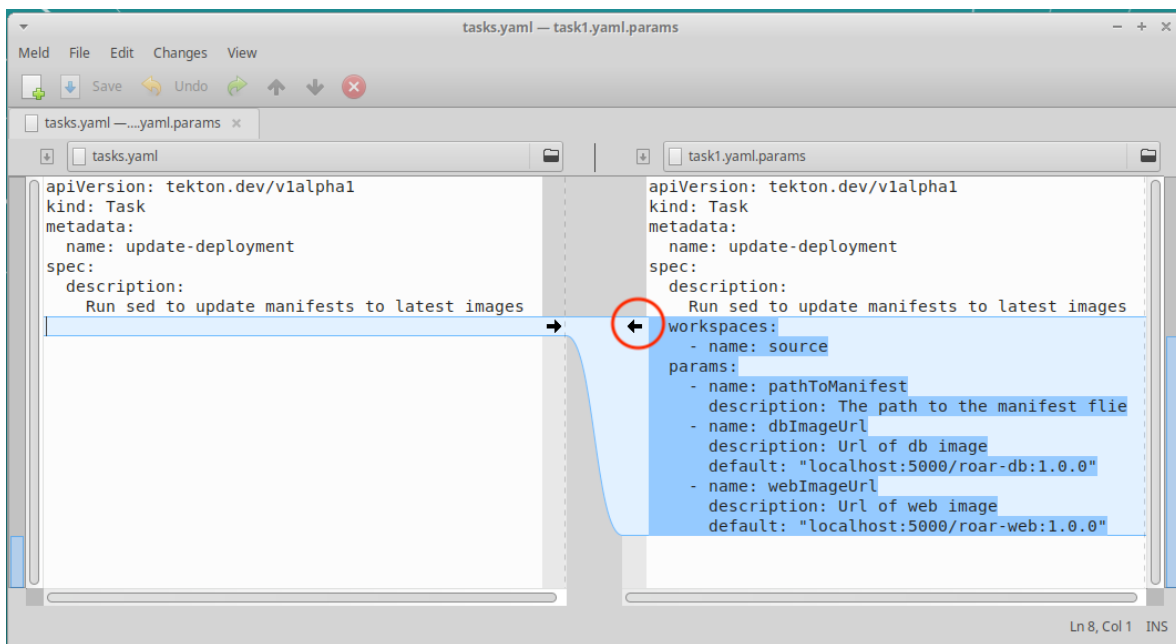 tasks.yaml — task1.yaml.params
Meld File Edit Changes View
Save Undo
tasks.yaml —....yaml.params
tasks.yaml
apiVersion: tekton.dev/v1alpha1
kind: Task
metadata:
  name: update-deployment
spec:
  description:
    Run sed to update manifests to latest images
task1.yaml.params
apiVersion: tekton.dev/v1alpha1
kind: Task
metadata:
  name: update-deployment
spec:
  description:
    Run sed to update manifests to latest images
  workspaces:
    - name: source
  params:
    - name: pathToManifest
      description: The path to the manifest flie
    - name: dbImageUrl
      description: Url of db image
      default: "localhost:5000/roar-db:1.0.0"
    - name: webImageUrl
      description: Url of web image
      default: "localhost:5000/roar-web:1.0.0"
Ln 8, Col 1 INS